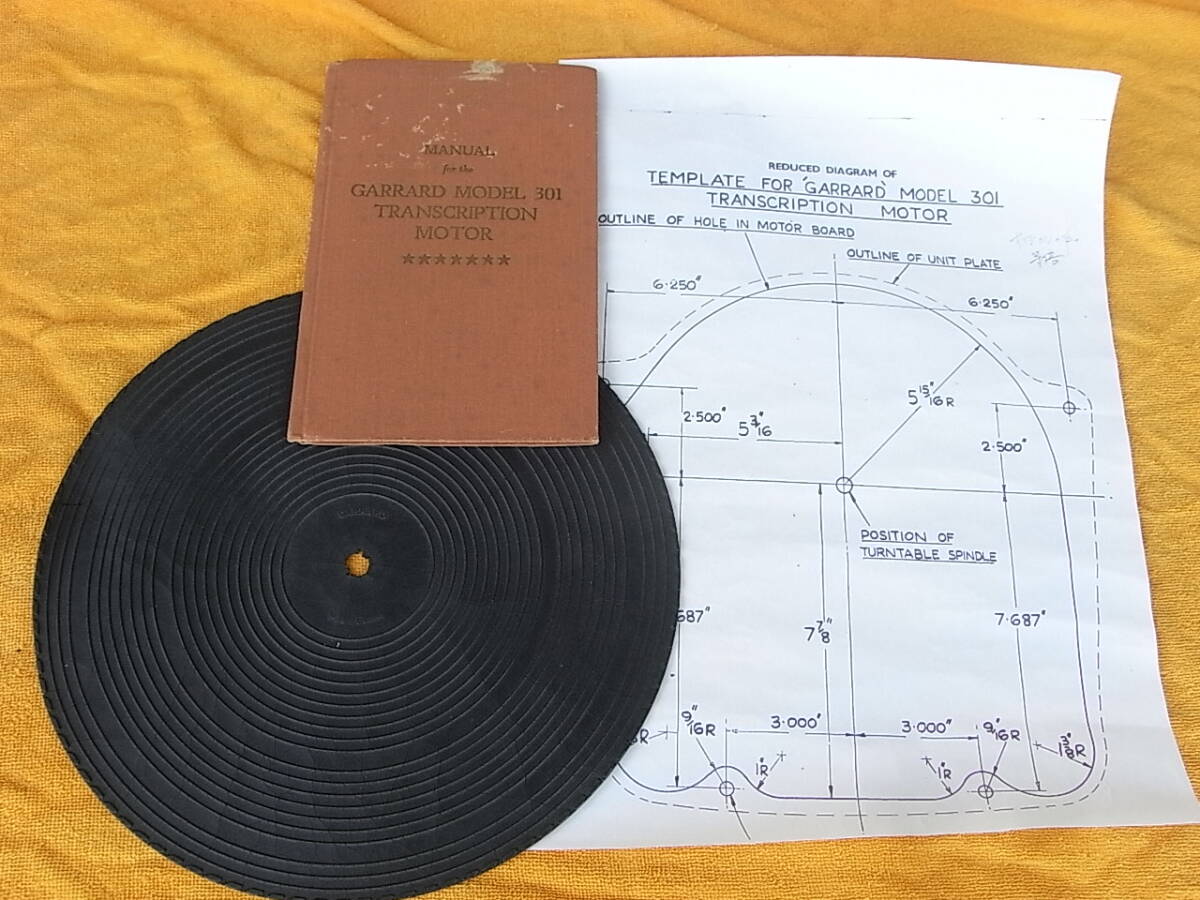 MANUAL
for the
GARRARD MODEL 301
TRANSCRIPTION
MOTOR
★★★★★★★
REDUCED DIAGRAM OF
TEMPLATE FOR 'GARRARD' MODEL 301
TRANSCRIPTION MOTOR
OUTLINE OF HOLE IN MOTOR BOARD
OUTLINE OF UNIT PLATE
6·250"
6·250"
5 15/16" R
2·500"
5 3/16"
2·500"
POSITION OF
TURNTABLE SPINDLE
GARRARD
687"
7 7/8"
7·687"
9/16" R
3·000"
3·000"
9/16" R
1 3/8" R
1" R
1" R